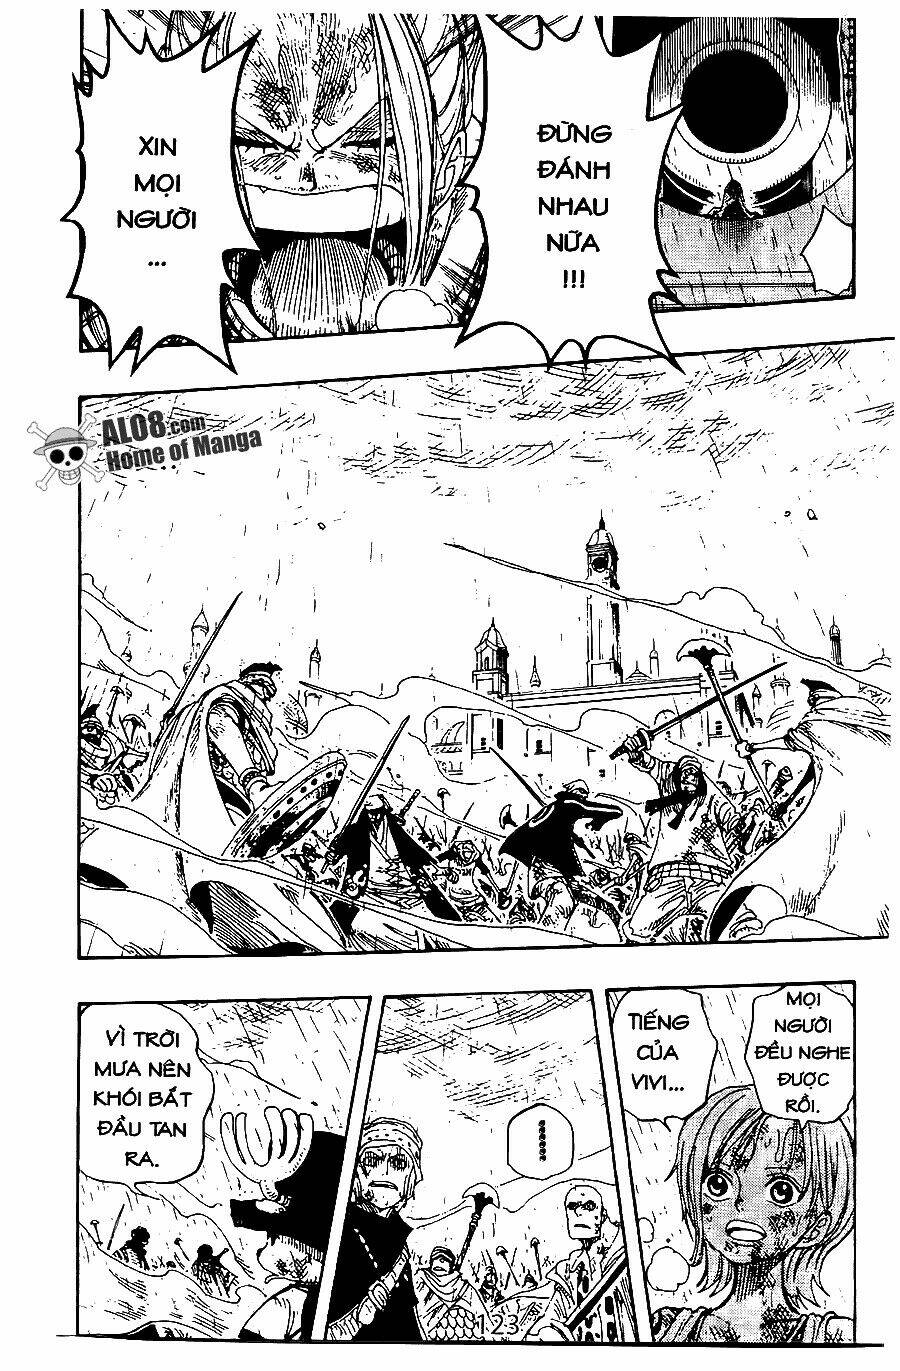 XIN
MỌI
NGƯỜI
...
ĐỪNG
ĐÁNH
NHAU
NỮA
!!!
ALO8.com
Home of Manga
VÌ TRỜI
MƯA NÊN
KHÓI BẮT
ĐẦU TAN
RA.
TIẾNG
CỦA
VIVI...
MỌI
NGƯỜI
ĐỀU NGHE
ĐƯỢC
RỒI.
123